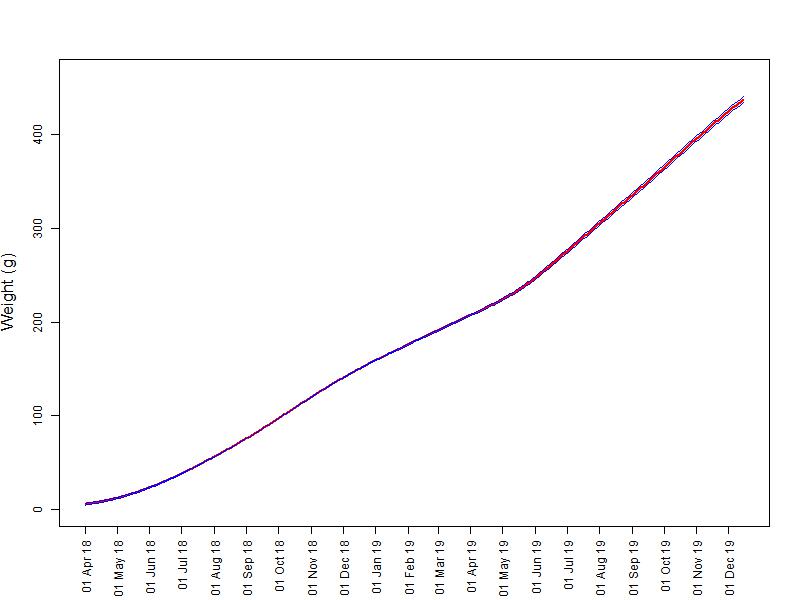 Weight (g)
400
300
200
100
0
01 Apr 18
01 May 18
01 Jun 18
01 Jul 18
01 Aug 18
01 Sep 18
01 Oct 18
01 Nov 18
01 Dec 18
01 Jan 19
01 Feb 19
01 Mar 19
01 Apr 19
01 May 19
01 Jun 19
01 Jul 19
01 Aug 19
01 Sep 19
01 Oct 19
01 Nov 19
01 Dec 19